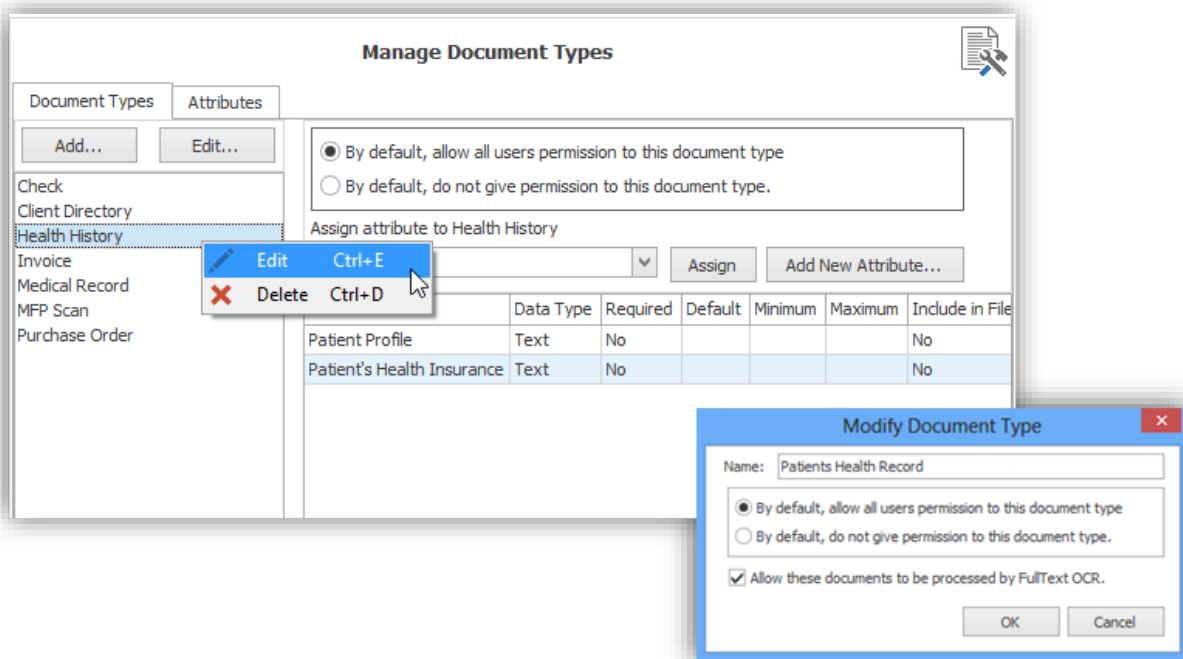 Manage Document Types
Document Types Attributes
Add... Edit...
By default, allow all users permission to this document type
By default, do not give permission to this document type.
Check
Client Directory
Health History
Invoice
Medical Record
MFP Scan
Purchase Order
Edit Ctrl+E
Delete Ctrl+D
Assign attribute to Health History
Assign Add New Attribute...
Data Type Required Default Minimum Maximum Include in File
Patient Profile Text No No
Patient's Health Insurance Text No No
Modify Document Type
Name: Patients Health Record
By default, allow all users permission to this document type
By default, do not give permission to this document type.
Allow these documents to be processed by FullText OCR.
OK Cancel